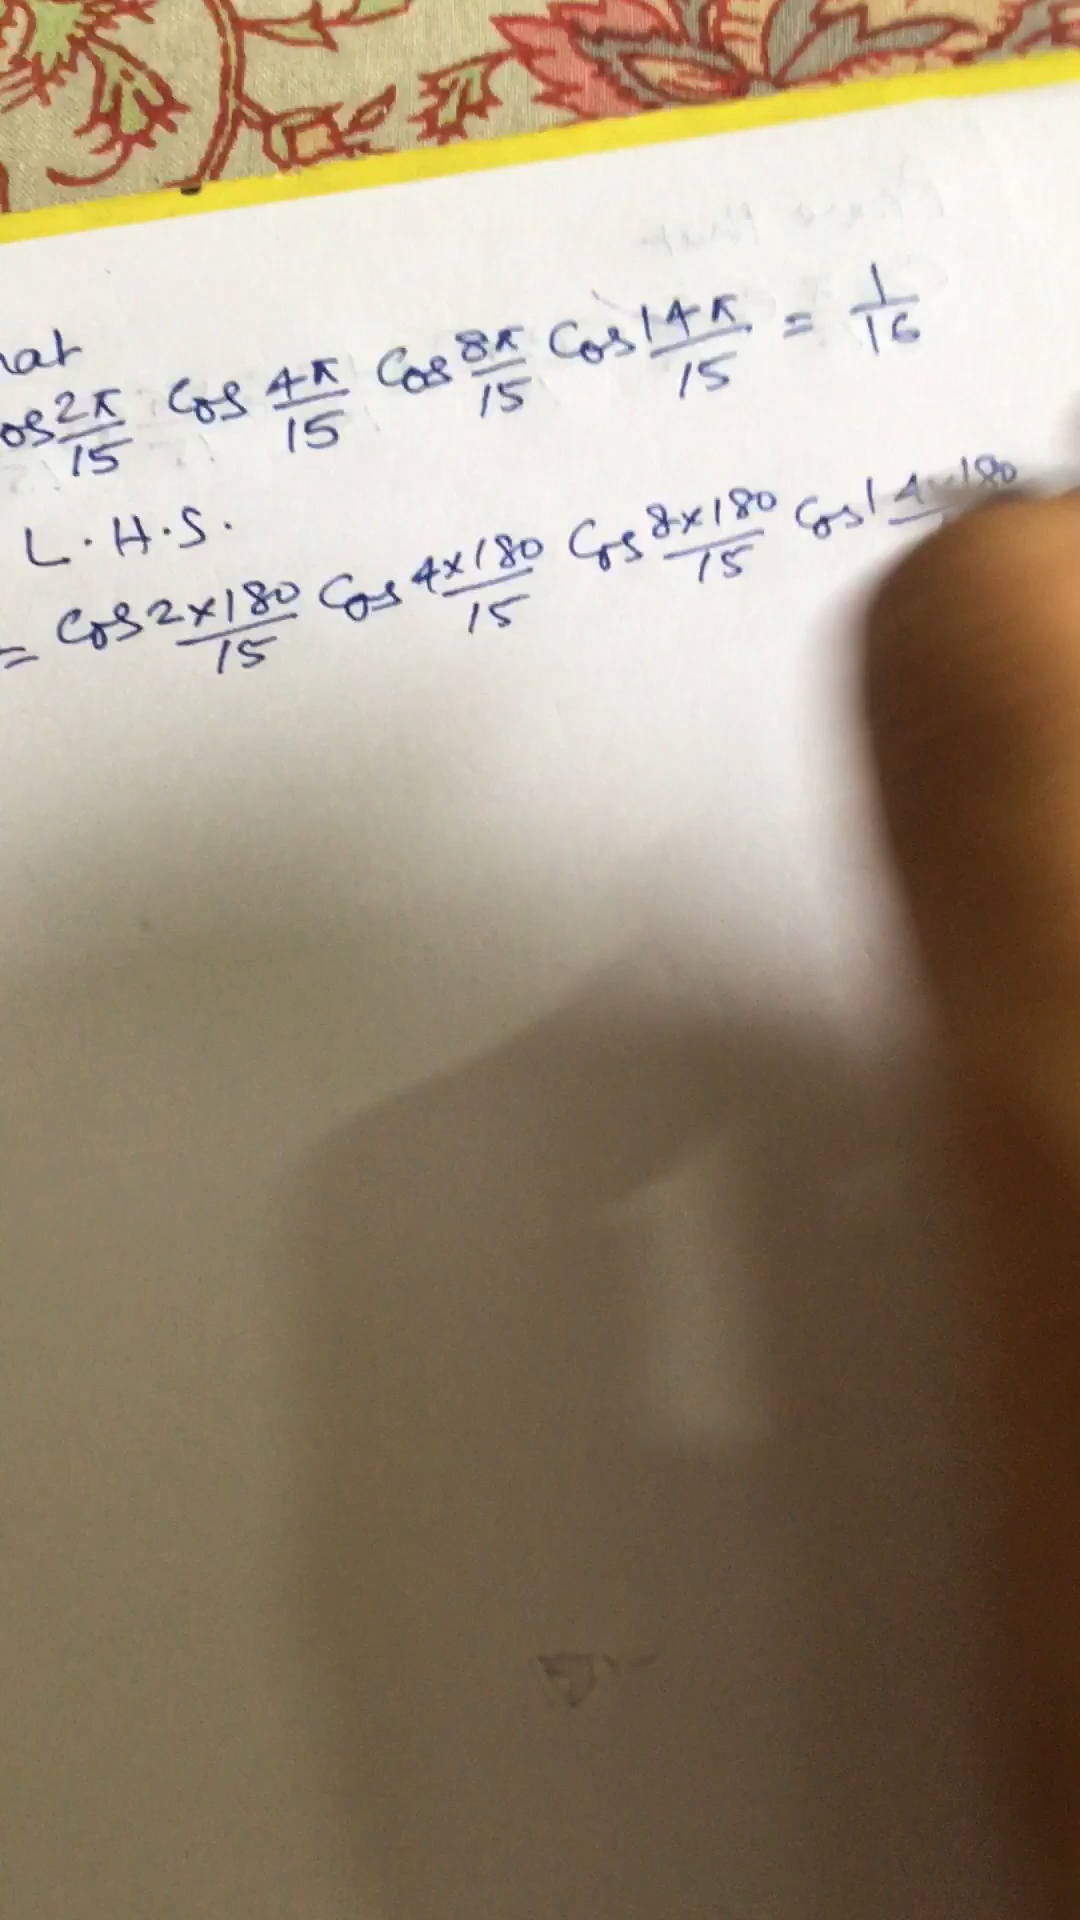 hat
os 2π/15 Cos 4π/15 Cos 8π/15 Cos 14π/15 = 1/16
L.H.S.
= Cos 2×180/15 Cos 4×180/15 Cos 8×180/15 Cos 14×180